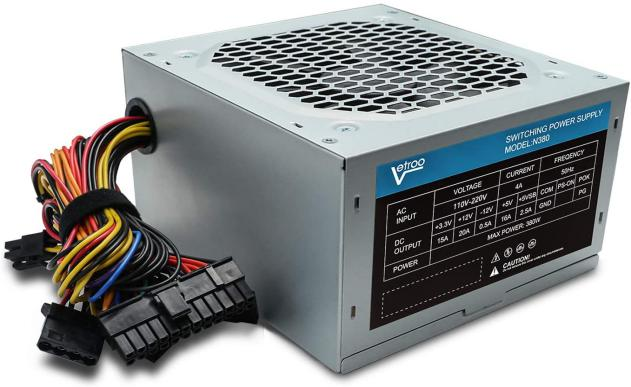 Vetroo
SWITCHING POWER SUPPLY
MODEL:N380
AC INPUT VOLTAGE CURRENT FREQENCY
110V-220V 4A 50Hz
DC OUTPUT +3.3V +12V -12V +5V +5VSB COM PS-ON POK
15A 20A 0.5A 16A 2.5A GND PG
POWER MAX POWER: 380W
CAUTION!